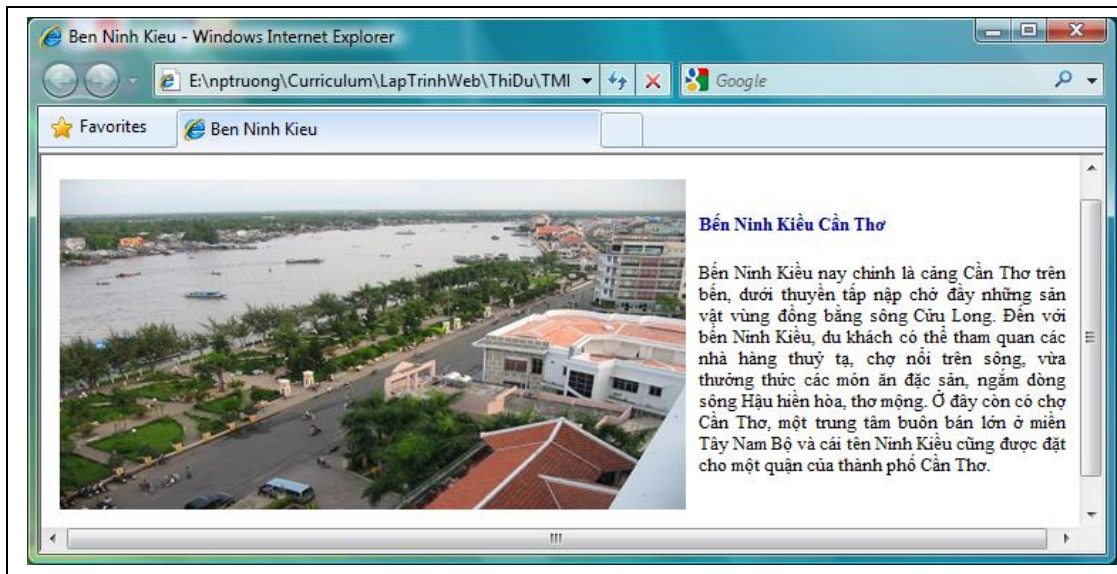 Ben Ninh Kieu - Windows Internet Explorer
E:\nptruong\Curriculum\LapTrinhWeb\ThiDu\TMI
Google
Favorites
Ben Ninh Kieu
Bến Ninh Kiều Cần Thơ
Bến Ninh Kiều nay chính là cảng Cần Thơ trên
bến, dưới thuyền tấp nập chở đầy những sản
vật vùng đồng bằng sông Cửu Long. Đến với
bến Ninh Kiều, du khách có thể tham quan các
nhà hàng thuỷ tạ, chợ nổi trên sông, vừa
thưởng thức các món ăn đặc sản, ngắm dòng
sông Hậu hiền hòa, thơ mộng. Ở đây còn có chợ
Cần Thơ, một trung tâm buôn bán lớn ở miền
Tây Nam Bộ và cái tên Ninh Kiều cũng được đặt
cho một quận của thành phố Cần Thơ.